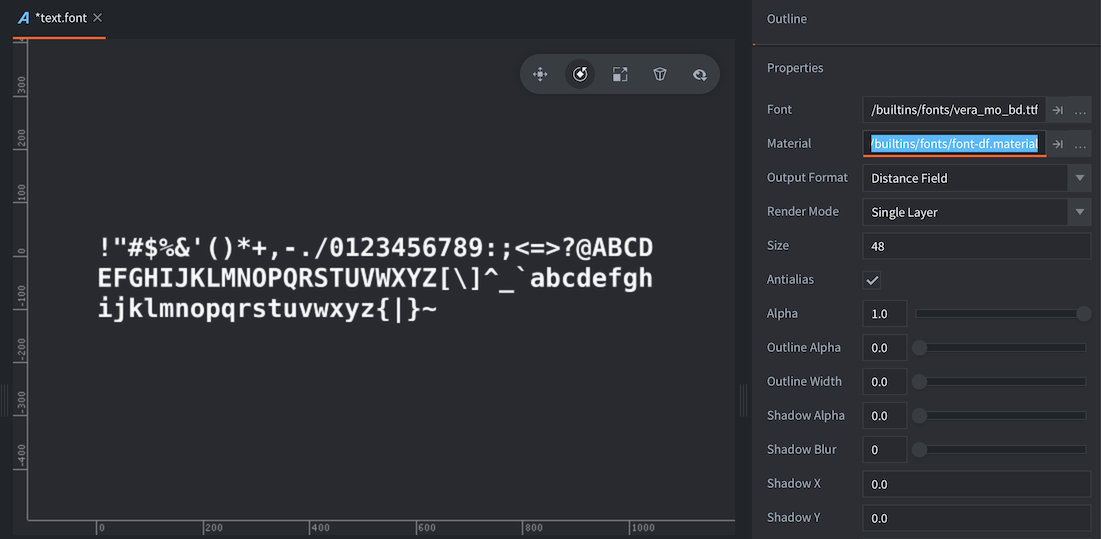 *text.font
300
200
100
0
-100
-200
-300
-400
!"#$%&'()*+,-./0123456789:;<=>?@ABCD
EFGHIJKLMNOPQRSTUVWXYZ[\]^_`abcdefgh
ijklmnopqrstuvwxyz{|}~
0 200 400 600 800 1000
Outline
Properties
Font /builtins/fonts/vera_mo_bd.ttf ...
Material /builtins/fonts/font-df.material ...
Output Format Distance Field
Render Mode Single Layer
Size 48
Antialias
Alpha 1.0
Outline Alpha 0.0
Outline Width 0.0
Shadow Alpha 0.0
Shadow Blur 0
Shadow X 0.0
Shadow Y 0.0